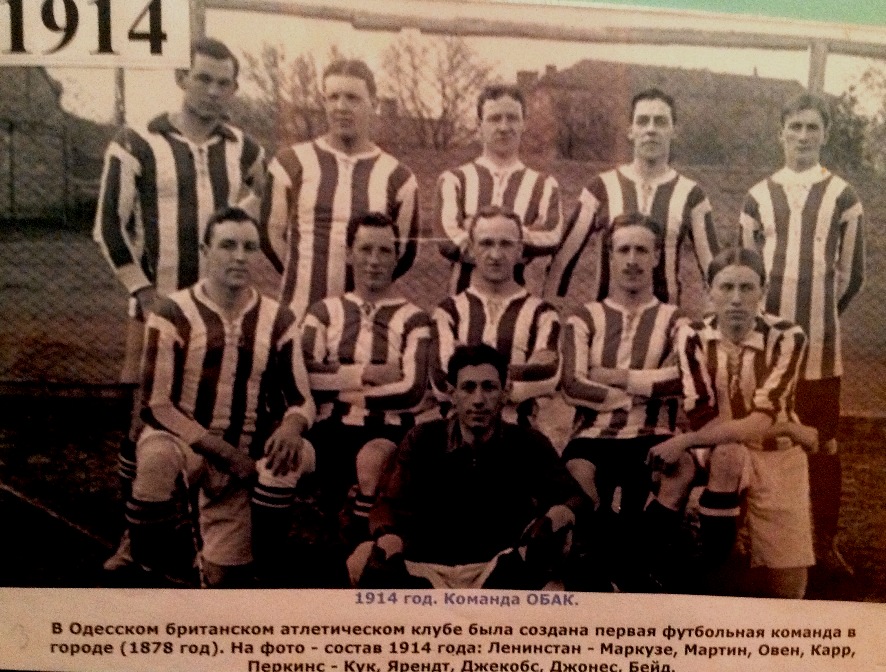 1914
1914 год. Команда ОБАК.
В Одесском британском атлетическом клубе была создана первая футбольная команда в
городе (1878 год). На фото - состав 1914 года: Ленинстан - Маркузе, Мартин, Овен, Карр,
Перкинс - Кук, Ярендт, Джекобс, Джонес, Бейд.